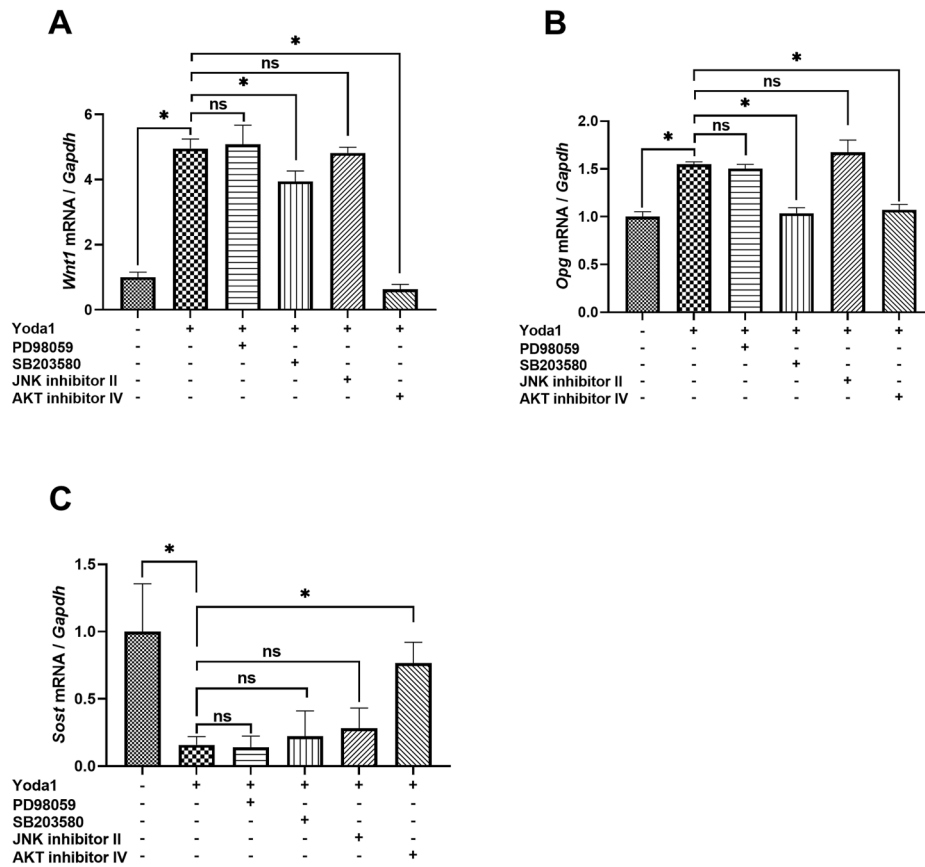 A
*
ns
*
*
ns
6
4
2
0
Wnt1 mRNA / Gapdh
Yoda1 - + + + + +
PD98059 - - + - - -
SB203580 - - - + - -
JNK inhibitor II - - - - + -
AKT inhibitor IV - - - - - +
B
*
ns
*
*
ns
2.0
1.5
1.0
0.5
0.0
Opg mRNA / Gapdh
Yoda1 - + + + + +
PD98059 - - + - - -
SB203580 - - - + - -
JNK inhibitor II - - - - + -
AKT inhibitor IV - - - - - +
C
*
*
ns
ns
ns
1.5
1.0
0.5
0.0
Sost mRNA / Gapdh
Yoda1 - + + + + +
PD98059 - - + - - -
SB203580 - - - + - -
JNK inhibitor II - - - - + -
AKT inhibitor IV - - - - - +